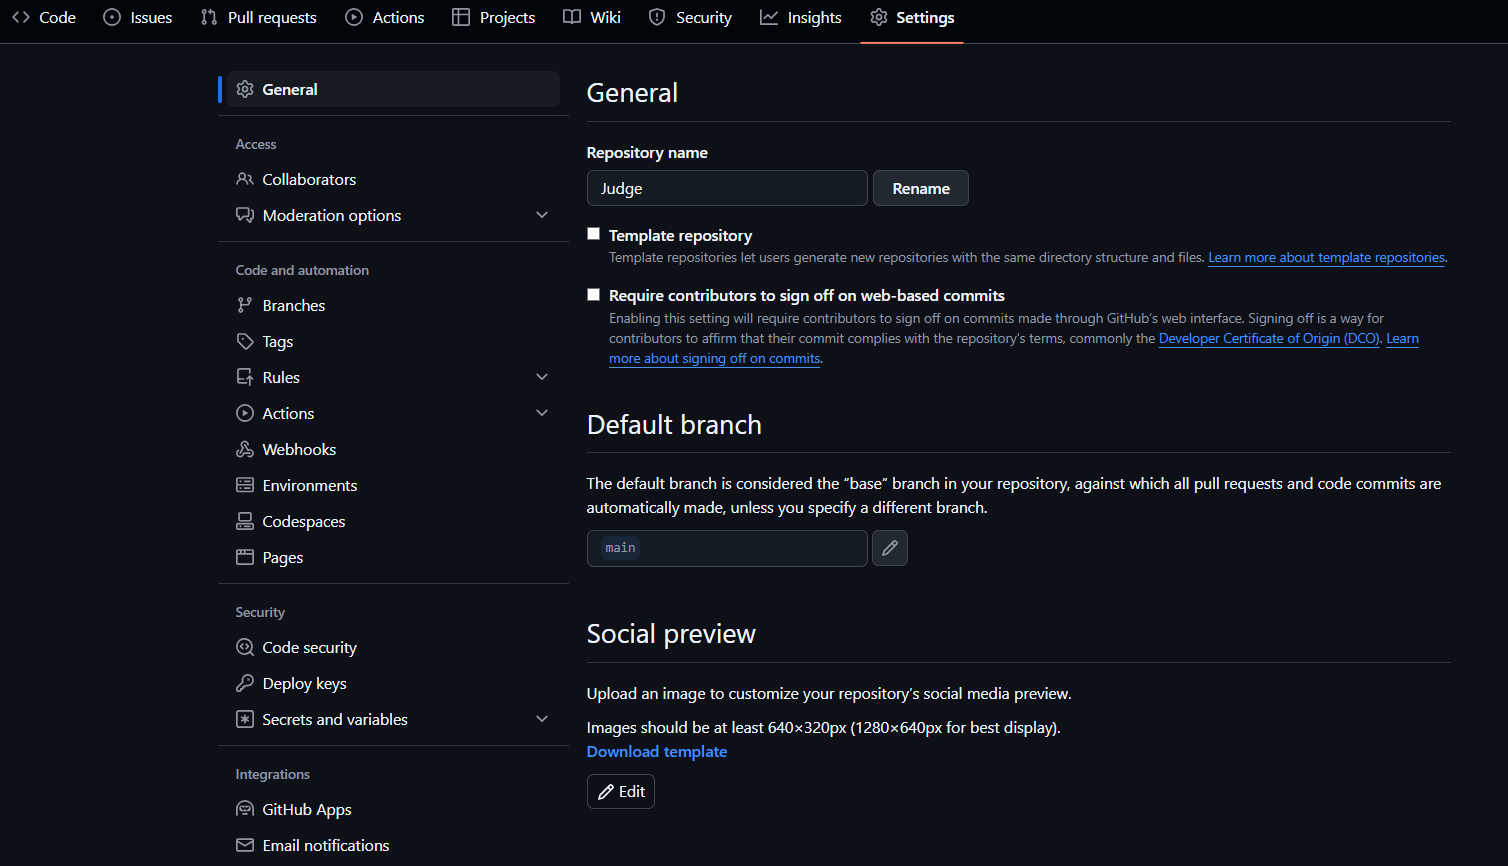 Code Issues Pull requests Actions Projects Wiki Security Insights Settings
General
Access
Collaborators
Moderation options
Code and automation
Branches
Tags
Rules
Actions
Webhooks
Environments
Codespaces
Pages
Security
Code security
Deploy keys
Secrets and variables
Integrations
GitHub Apps
Email notifications
General
Repository name
Judge Rename
Template repository
Template repositories let users generate new repositories with the same directory structure and files. Learn more about template repositories.
Require contributors to sign off on web-based commits
Enabling this setting will require contributors to sign off on commits made through GitHub's web interface. Signing off is a way for
contributors to affirm that their commit complies with the repository's terms, commonly the Developer Certificate of Origin (DCO). Learn
more about signing off on commits.
Default branch
The default branch is considered the “base” branch in your repository, against which all pull requests and code commits are
automatically made, unless you specify a different branch.
main
Social preview
Upload an image to customize your repository's social media preview.
Images should be at least 640×320px (1280×640px for best display).
Download template
Edit